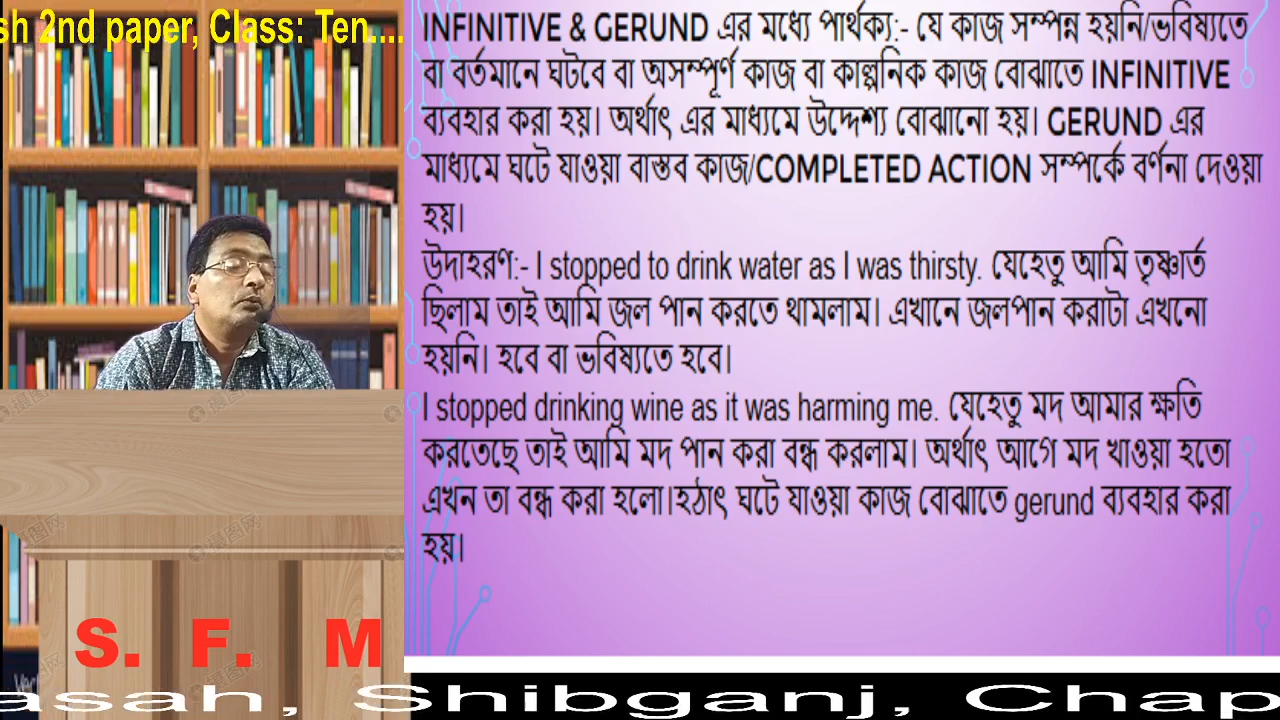 sh 2nd paper, Class: Ten....
INFINITIVE & GERUND এর মধ্যে পার্থক্য:- যে কাজ সম্পন্ন হয়নি/ভবিষ্যতে
বা বর্তমানে ঘটবে বা অসম্পূর্ণ কাজ বা কাল্পনিক কাজ বোঝাতে INFINITIVE
ব্যবহার করা হয়। অর্থাৎ এর মাধ্যমে উদ্দেশ্য বোঝানো হয়। GERUND এর
মাধ্যমে ঘটে যাওয়া বাস্তব কাজ/COMPLETED ACTION সম্পর্কে বর্ণনা দেওয়া
হয়।
উদাহরণ:- I stopped to drink water as I was thirsty. যেহেতু আমি তৃষ্ণার্ত
ছিলাম তাই আমি জল পান করতে থামলাম। এখানে জলপান করাটা এখনো
হয়নি। হবে বা ভবিষ্যতে হবে।
I stopped drinking wine as it was harming me. যেহেতু মদ আমার ক্ষতি
করতেছে তাই আমি মদ পান করা বন্ধ করলাম। অর্থাৎ আগে মদ খাওয়া হতো
এখন তা বন্ধ করা হলো।হঠাৎ ঘটে যাওয়া কাজ বোঝাতে gerund ব্যবহার করা
হয়।
S. F. M
asah, Shibganj, Chap